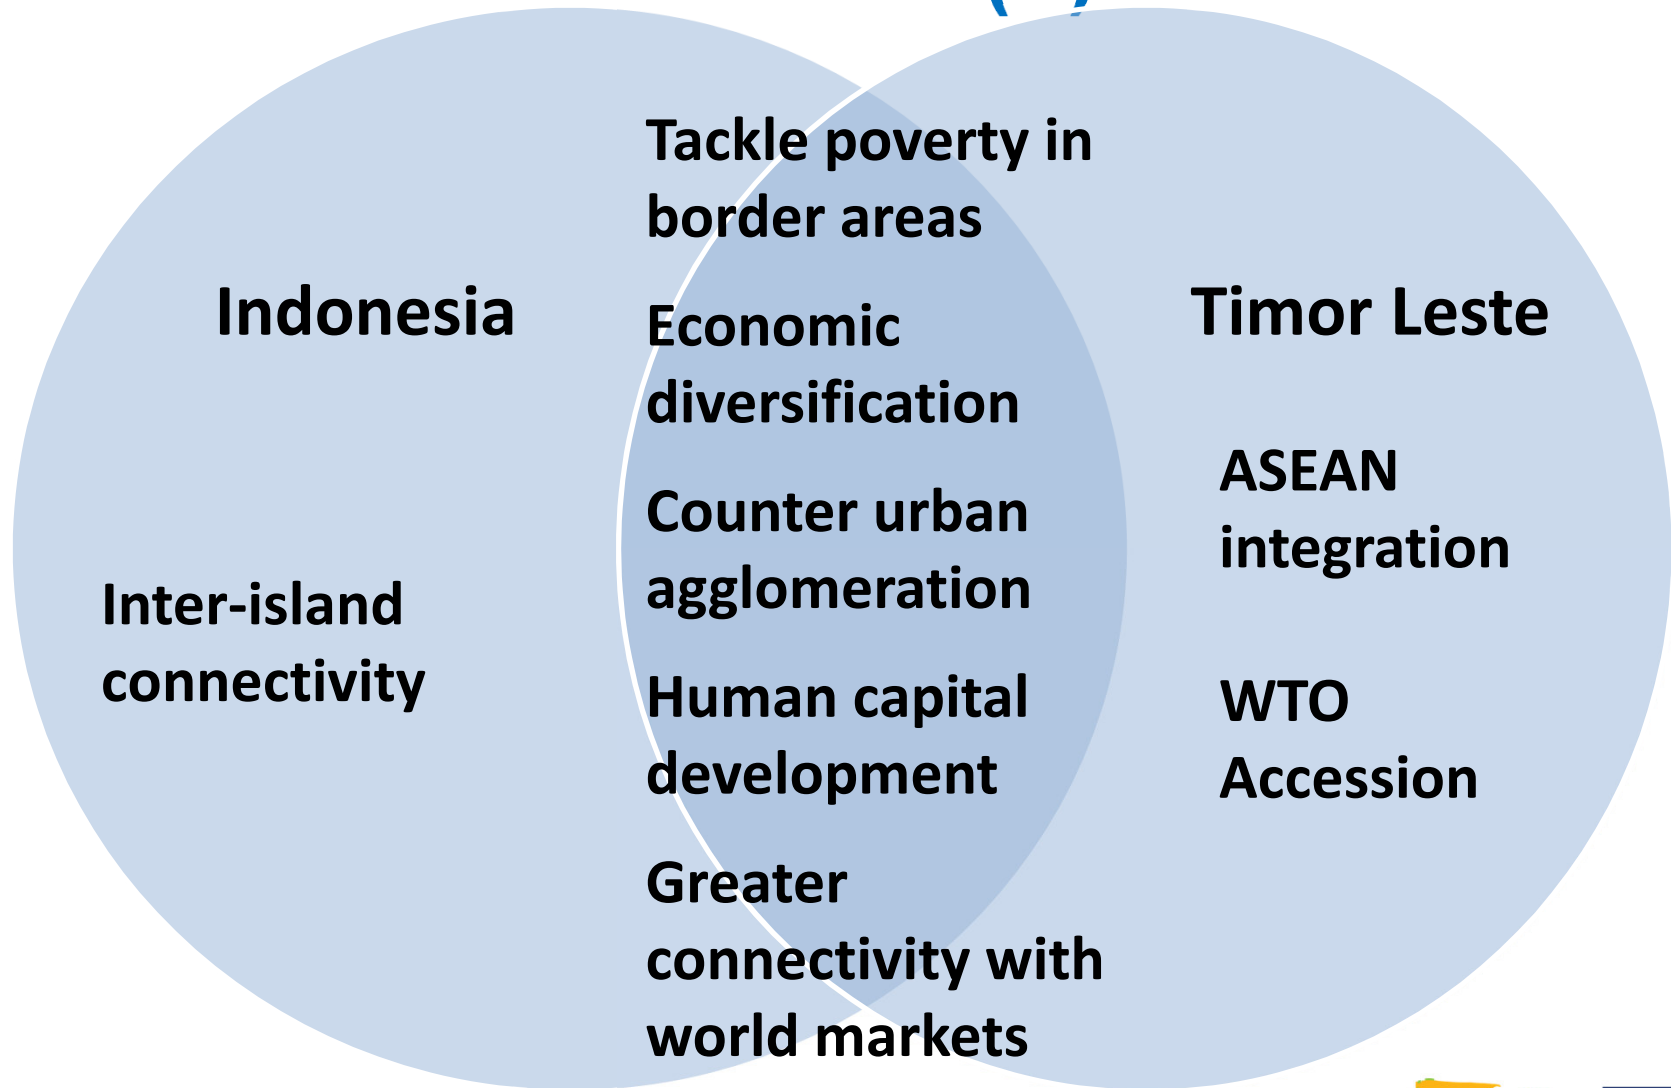 Indonesia
Inter-island
connectivity
Tackle poverty in
border areas
Economic
diversification
Counter urban
agglomeration
Human capital
development
Greater
connectivity with
world markets
Timor Leste
ASEAN
integration
WTO
Accession